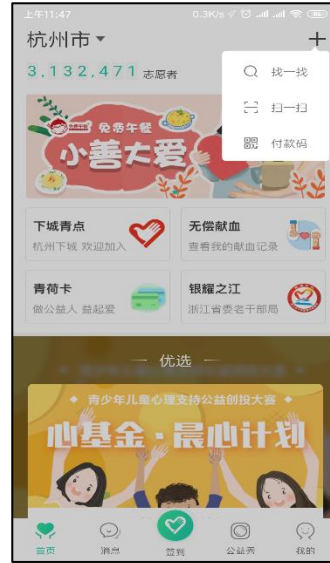 上午11:47
0.3K/s
杭州市
3,132,471 志愿者
找一找
扫一扫
付款码
免费午餐
小善大爱
下城青点
杭州下城 欢迎加入
无偿献血
查看我的献血记录
青荷卡
做公益人 益起爱
银耀之江
浙江省委老干部局
优选
青少年儿童心理支持公益创投大赛
心基金·晨心计划
首页
消息
签到
公益秀
我的